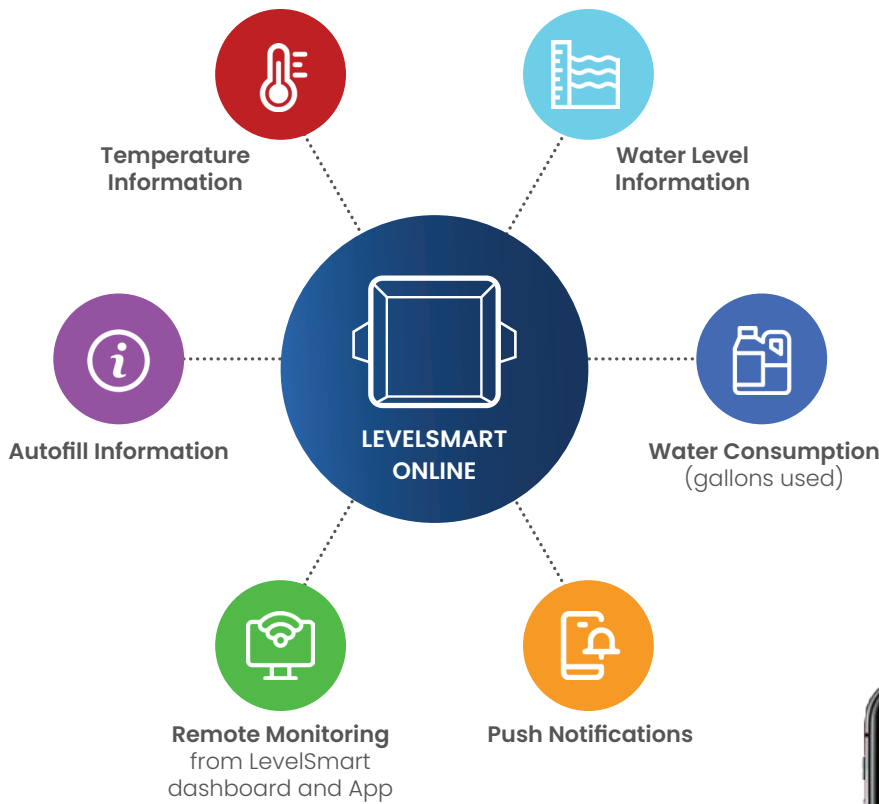 Temperature
Information
Water Level
Information
LEVELSMART
ONLINE
Autofill Information
Water Consumption
(gallons used)
Remote Monitoring
from LevelSmart
dashboard and App
Push Notifications